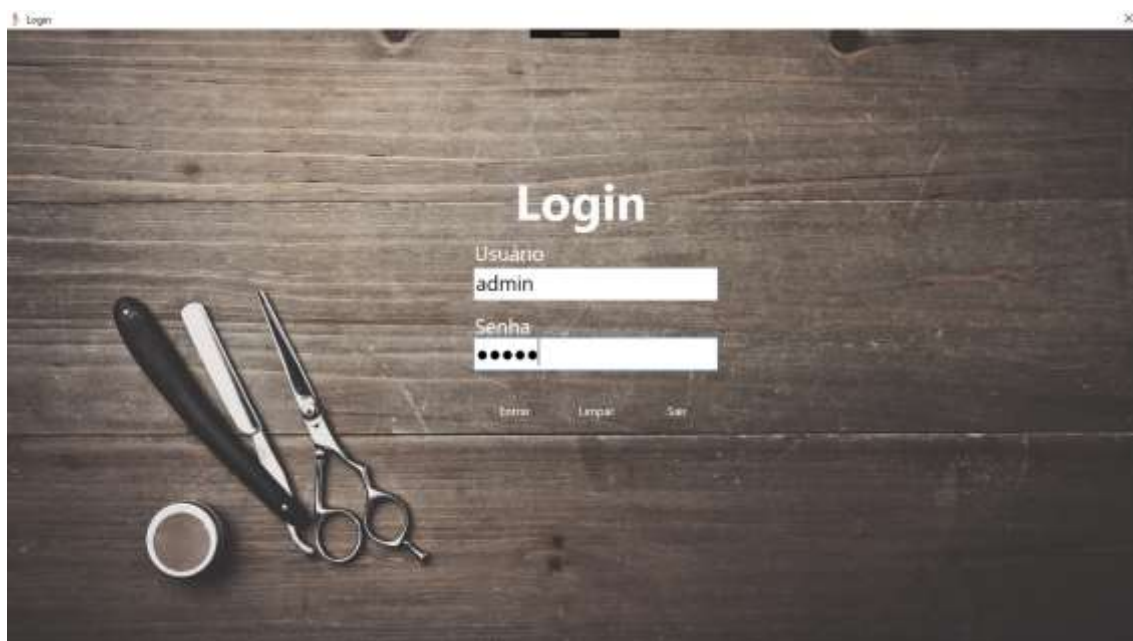 Login
Login
Usuário
admin
Senha
●●●●●
Entrar Limpar Sair